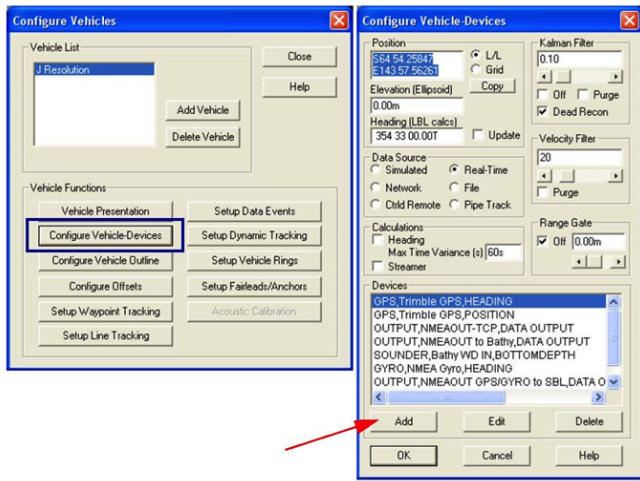 Configure Vehicles
Vehicle List
J Resolution
Close
Help
Add Vehicle
Delete Vehicle
Vehicle Functions
Vehicle Presentation
Setup Data Events
Configure Vehicle-Devices
Setup Dynamic Tracking
Configure Vehicle Outline
Setup Vehicle Rings
Configure Offsets
Setup Fairleads/Anchors
Setup Waypoint Tracking
Acoustic Calibration
Setup Line Tracking
Configure Vehicle-Devices
Position
S64 54.25847
E143 57.56261
L/L
Grid
Copy
Elevation (Ellipsoid)
0.00m
Heading (LBL calcs)
354 33 00.00T
Update
Kalman Filter
0.10
Off
Purge
Dead Recon
Velocity Filter
20
Purge
Data Source
Simulated
Real-Time
Network
File
Ctrld Remote
Pipe Track
Calculations
Heading
Max Time Variance (s)
60s
Streamer
Range Gate
Off
0.00m
Devices
GPS,Trimble GPS,HEADING
GPS,Trimble GPS,POSITION
OUTPUT,NMEAOUT-TCP,DATA OUTPUT
OUTPUT,NMEAOUT to Bathy,DATA OUTPUT
SOUNDER,Bathy WD IN,BOTTOMDEPTH
GYRO,NMEA Gyro,HEADING
OUTPUT,NMEAOUT GPS/GYRO to SBL,DATA O
Add
Edit
Delete
OK
Cancel
Help